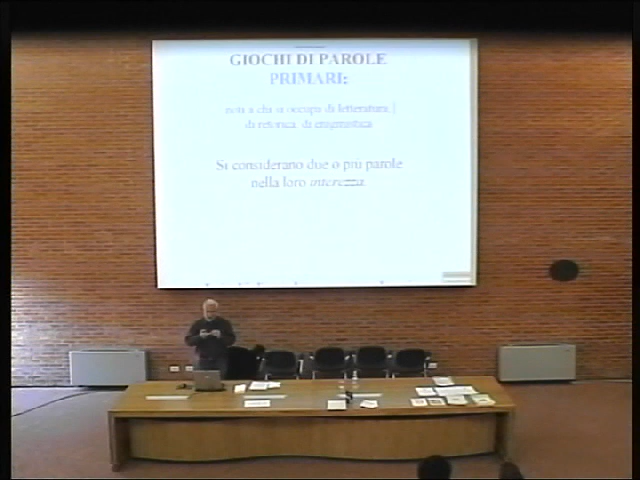 GIOCHI DI PAROLE
PRIMARI:
noti a chi si occupa di letteratura
di retorica, di enigmistica
Si considerano due o più parole
nella loro interezza